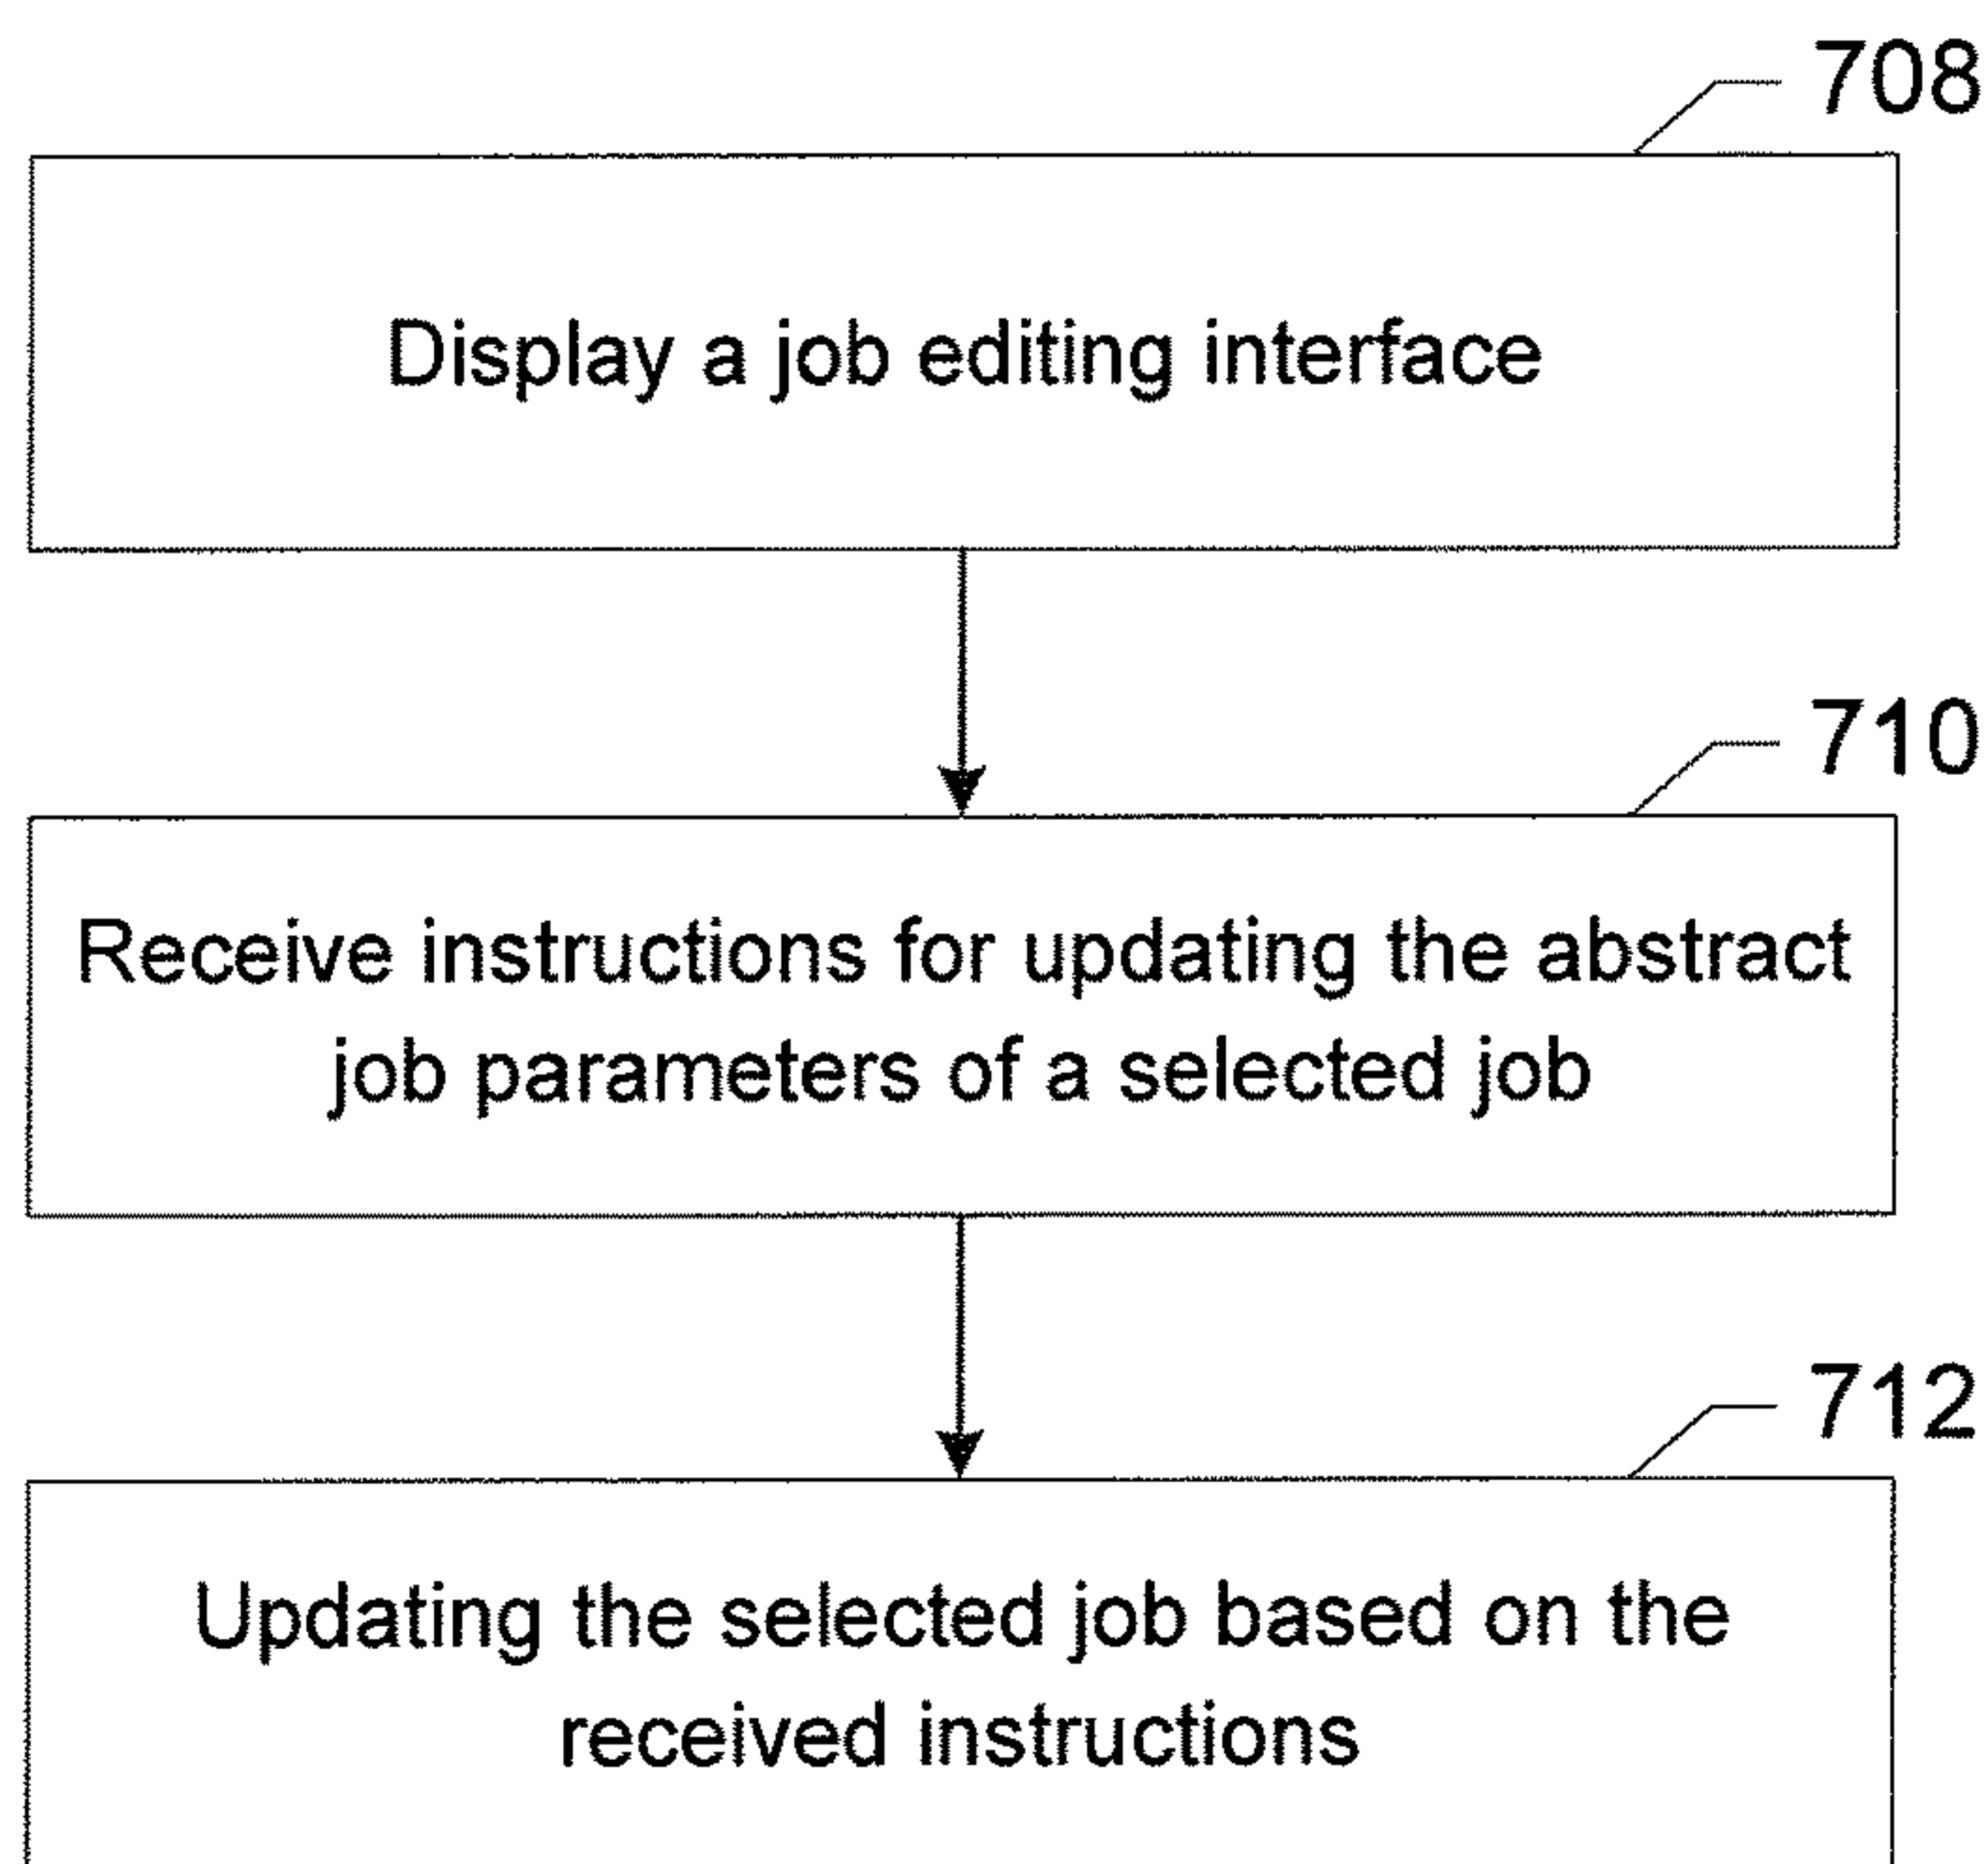 708
Display a job editing interface
710
Receive instructions for updating the abstract
job parameters of a selected job
712
Updating the selected job based on the
received instructions